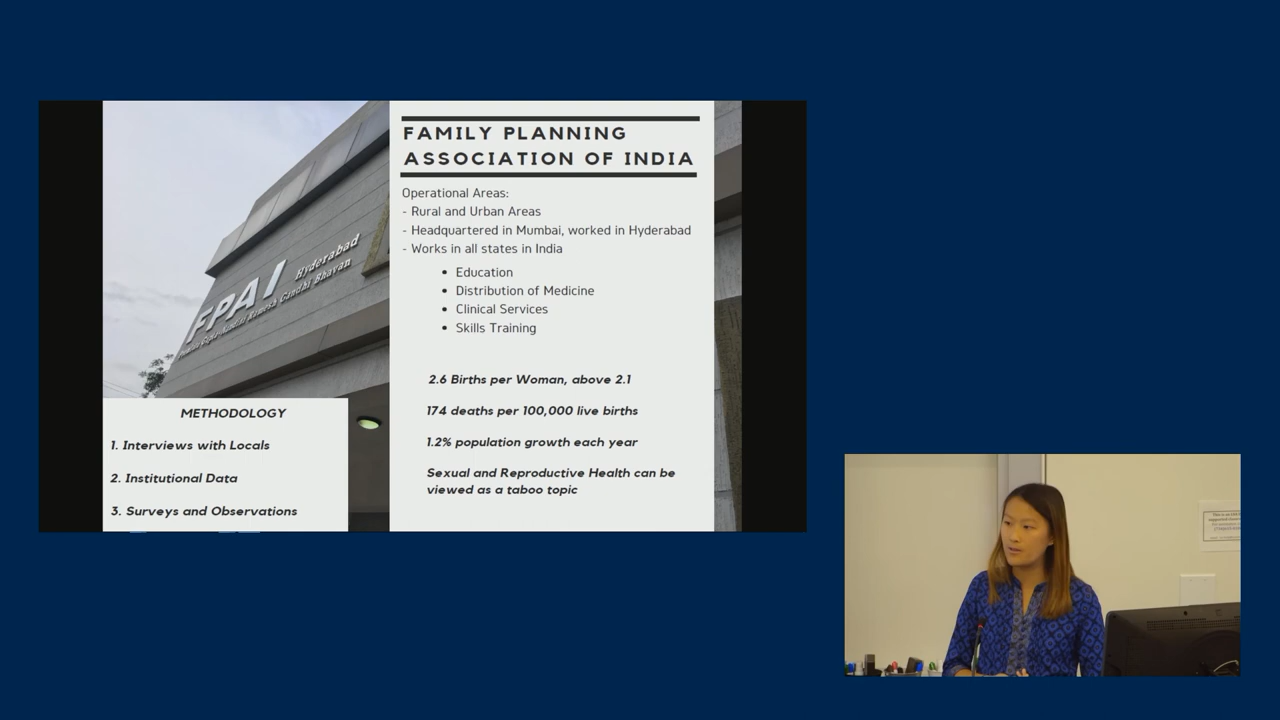 FAMILY PLANNING
ASSOCIATION OF INDIA
Operational Areas:
- Rural and Urban Areas
- Headquartered in Mumbai, worked in Hyderabad
- Works in all states in India
• Education
• Distribution of Medicine
• Clinical Services
• Skills Training
2.6 Births per Woman, above 2.1
174 deaths per 100,000 live births
1.2% population growth each year
Sexual and Reproductive Health can be
viewed as a taboo topic
FPAI Hyderabad
Gandhi Bhavan
METHODOLOGY
1. Interviews with Locals
2. Institutional Data
3. Surveys and Observations